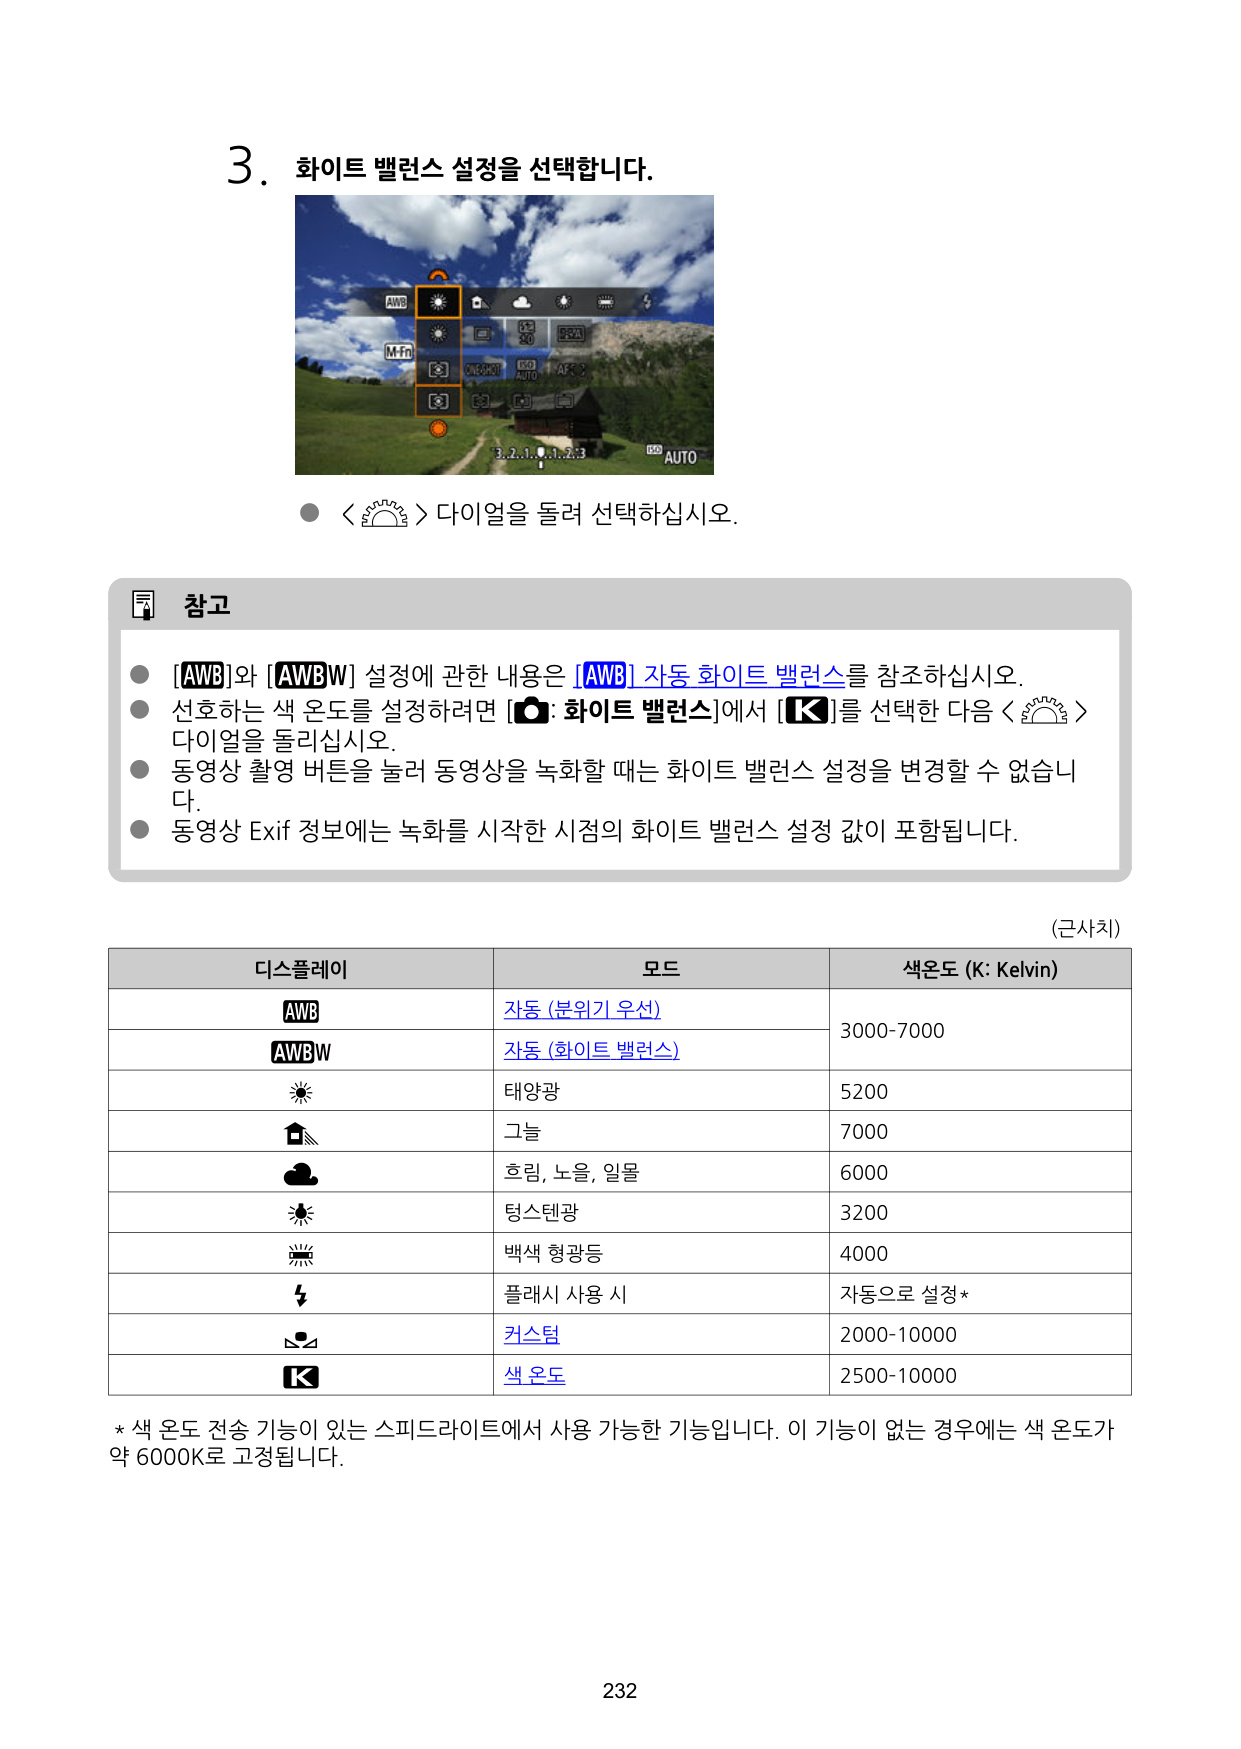 3. 화이트 밸런스 설정을 선택합니다.
AWB
M-Fn
ONE SHOT ISO AUTO
3..2..1..0..1..2..3 ISO AUTO
< > 다이얼을 돌려 선택하십시오.
참고
[AWB]와 [AWBW] 설정에 관한 내용은 [AWB] 자동 화이트 밸런스를 참조하십시오.
선호하는 색 온도를 설정하려면 [ : 화이트 밸런스]에서 [K]를 선택한 다음 < >
다이얼을 돌리십시오.
동영상 촬영 버튼을 눌러 동영상을 녹화할 때는 화이트 밸런스 설정을 변경할 수 없습니
다.
동영상 Exif 정보에는 녹화를 시작한 시점의 화이트 밸런스 설정 값이 포함됩니다.
(근사치)
디스플레이 모드 색온도 (K: Kelvin)
AWB 자동 (분위기 우선) 3000-7000
AWBW 자동 (화이트 밸런스)
태양광 5200
그늘 7000
흐림, 노을, 일몰 6000
텅스텐광 3200
백색 형광등 4000
플래시 사용 시 자동으로 설정*
커스텀 2000-10000
K 색 온도 2500-10000
* 색 온도 전송 기능이 있는 스피드라이트에서 사용 가능한 기능입니다. 이 기능이 없는 경우에는 색 온도가
약 6000K로 고정됩니다.
232